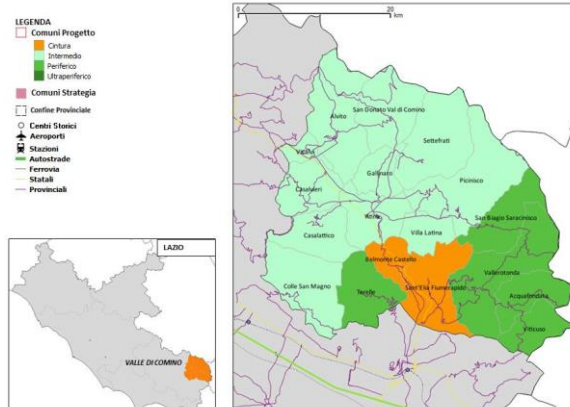 LEGENDA
Comuni Progetto
Cintura
Intermedio
Periferico
Ultraperiferico
Comuni Strategia
Confine Provinciale
Centri Storici
Aeroporti
Stazioni
Autostrade
Ferrovia
Statali
Provinciali
0 20
km
San Donato Val di Comino
Alvito
Settefrati
Gallinaro
Picinisco
Casalvieri
San Biagio Saracinisco
Casalattico
Villa Latina
Belmonte Castello
Vallerotonda
Colle San Magno
Terelle
Sant'Elia Fiumerapido
Acquafondata
Viticuso
LAZIO
VALLE DI COMINO